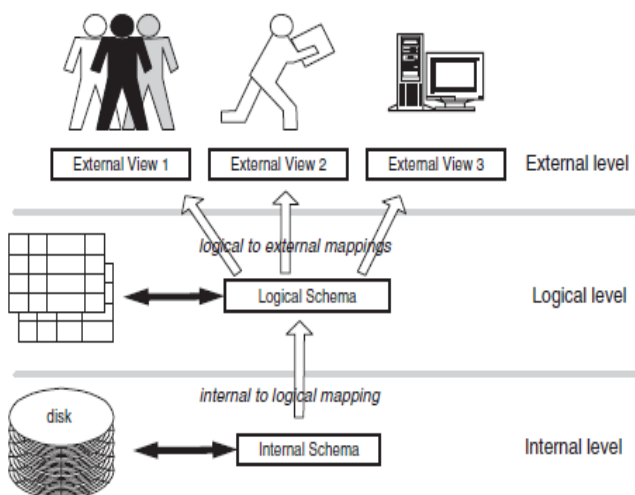 External View 1
External View 2
External View 3
External level
logical to external mappings
Logical Schema
Logical level
internal to logical mapping
disk
Internal Schema
Internal level